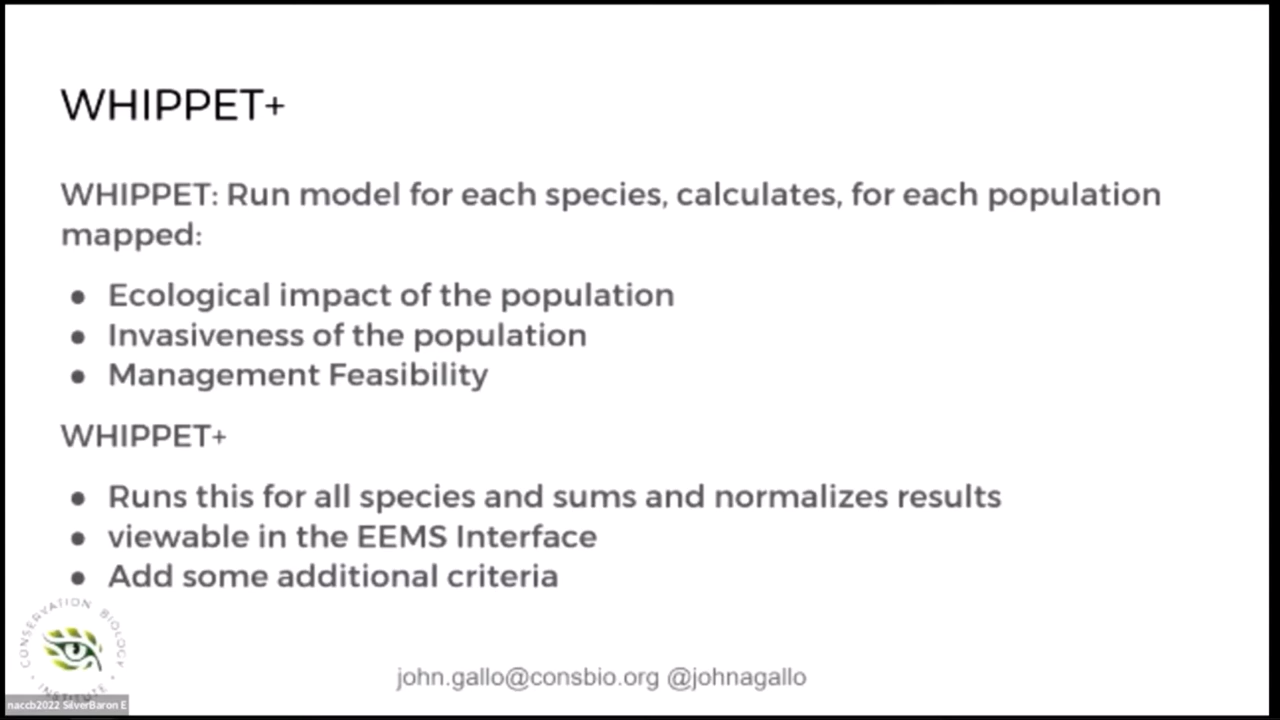 WHIPPET+
WHIPPET: Run model for each species, calculates, for each population
mapped:
● Ecological impact of the population
● Invasiveness of the population
● Management Feasibility
WHIPPET+
● Runs this for all species and sums and normalizes results
● viewable in the EEMS Interface
● Add some additional criteria
CONSERVATION BIOLOGY
INSTITUTE
john.gallo@consbio.org @johnagallo
naccb2022 SilverBaron E